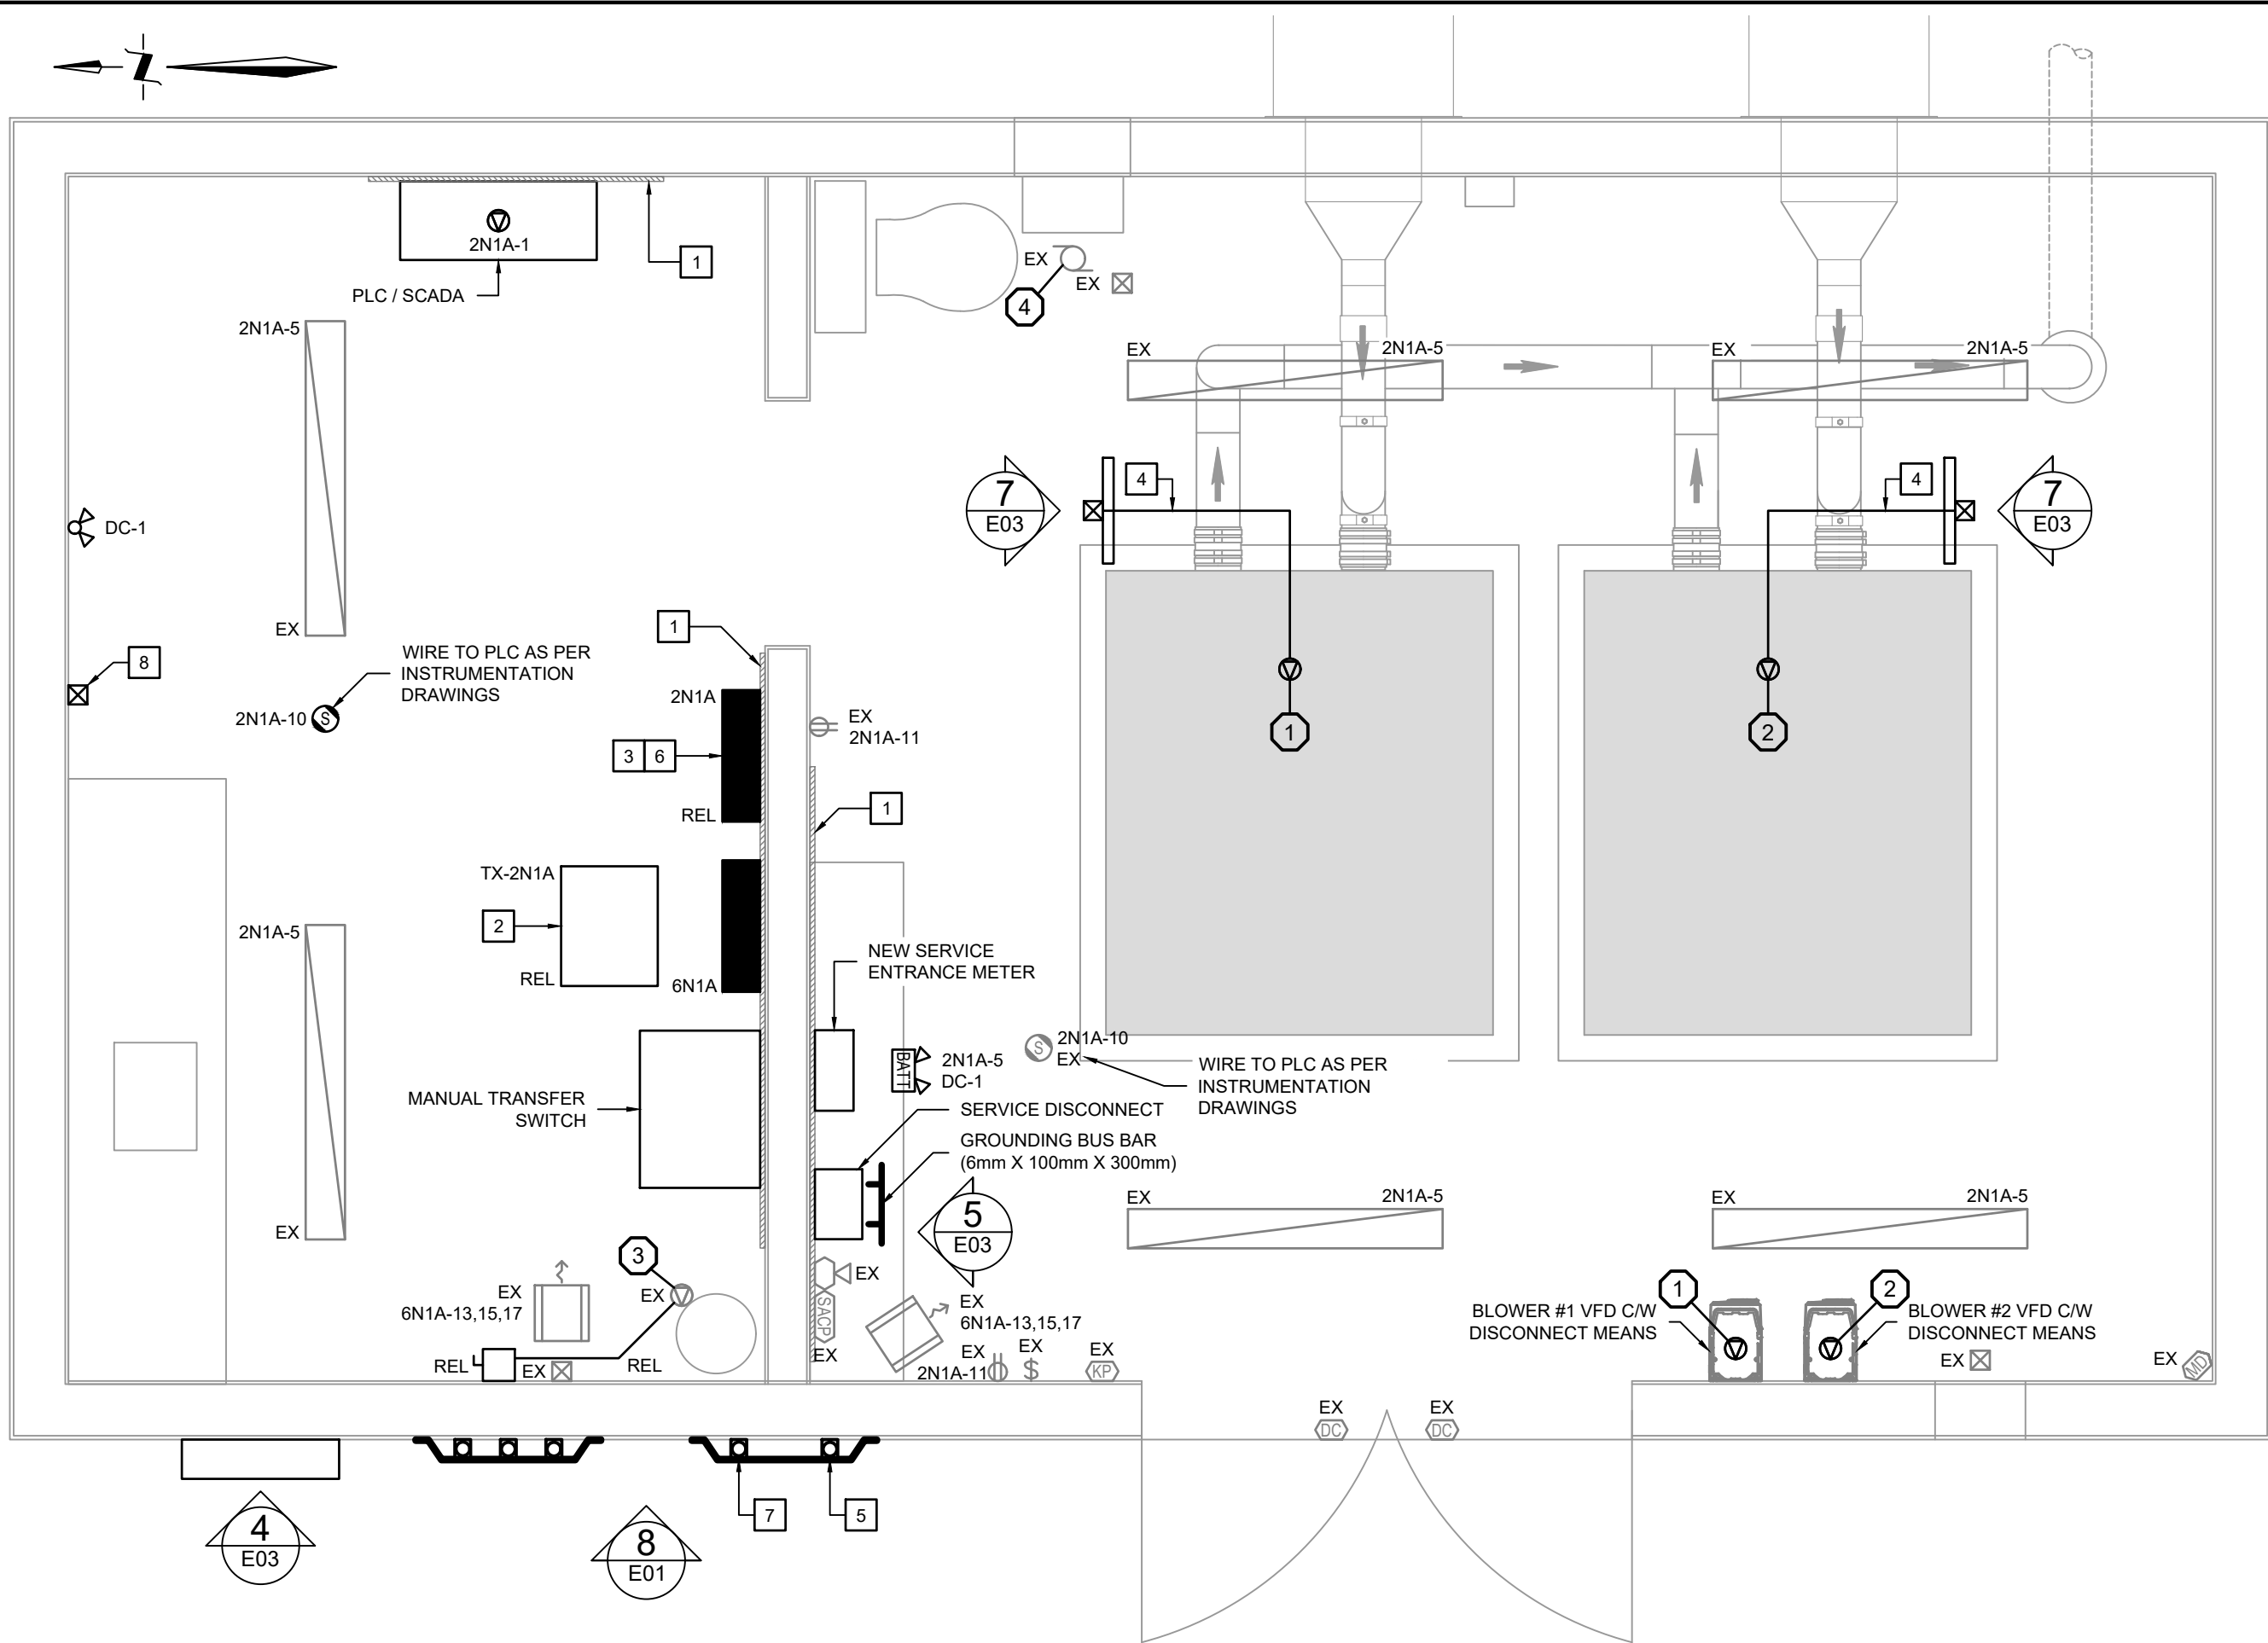 2N1A-1
PLC / SCADA
1
EX
EX
4
2N1A-5
EX
EX
2N1A-5
EX
2N1A-5
7
E03
4
4
7
E03
DC-1
8
WIRE TO PLC AS PER
INSTRUMENTATION
DRAWINGS
2N1A-10
S
1
2N1A
3 6
REL
EX
2N1A-11
1
1
2
TX-2N1A
2
REL
6N1A
2N1A-5
EX
NEW SERVICE
ENTRANCE METER
BATT
2N1A-5
DC-1
S
2N1A-10
EX
WIRE TO PLC AS PER
INSTRUMENTATION
DRAWINGS
MANUAL TRANSFER
SWITCH
SERVICE DISCONNECT
GROUNDING BUS BAR
(6mm X 100mm X 300mm)
5
E03
EX
2N1A-5
EX
2N1A-5
3
EX
6N1A-13,15,17
EX
REL
EX
REL
EX
SACP
EX
EX
6N1A-13,15,17
EX
2N1A-11
EX
$
EX
KP
1
BLOWER #1 VFD C/W
DISCONNECT MEANS
2
BLOWER #2 VFD C/W
DISCONNECT MEANS
EX
EX
MD
EX
DC
EX
DC
7
5
4
E03
8
E01